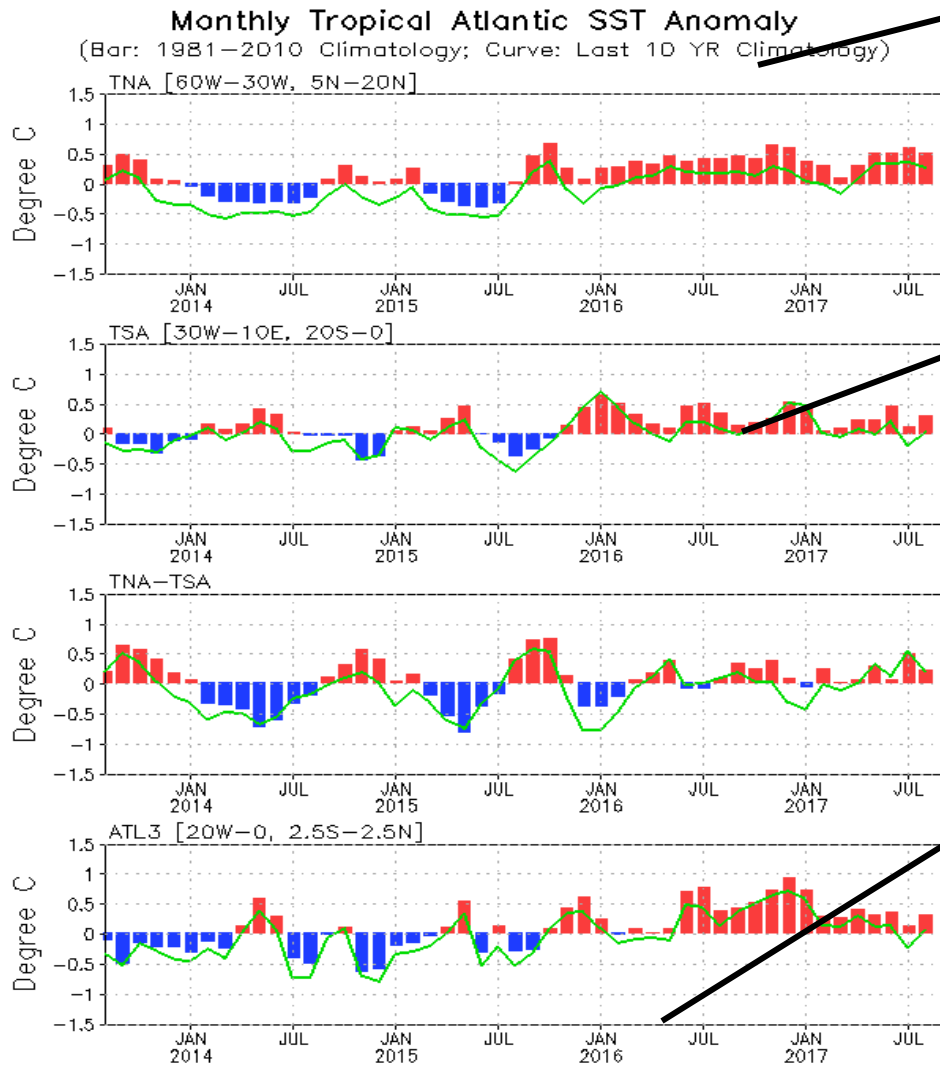 Monthly Tropical Atlantic SST Anomaly
(Bar: 1981-2010 Climatology; Curve: Last 10 YR Climatology)
TNA [60W-30W, 5N-20N]
Degree C
1.5
1
0.5
0
-0.5
-1
-1.5
JAN JUL JAN JUL JAN JUL JAN JUL
2014 2015 2016 2017
TSA [30W-10E, 20S-0]
Degree C
1.5
1
0.5
0
-0.5
-1
-1.5
JAN JUL JAN JUL JAN JUL JAN JUL
2014 2015 2016 2017
TNA-TSA
Degree C
1.5
1
0.5
0
-0.5
-1
-1.5
JAN JUL JAN JUL JAN JUL JAN JUL
2014 2015 2016 2017
ATL3 [20W-0, 2.5S-2.5N]
Degree C
1.5
1
0.5
0
-0.5
-1
-1.5
JAN JUL JAN JUL JAN JUL JAN JUL
2014 2015 2016 2017